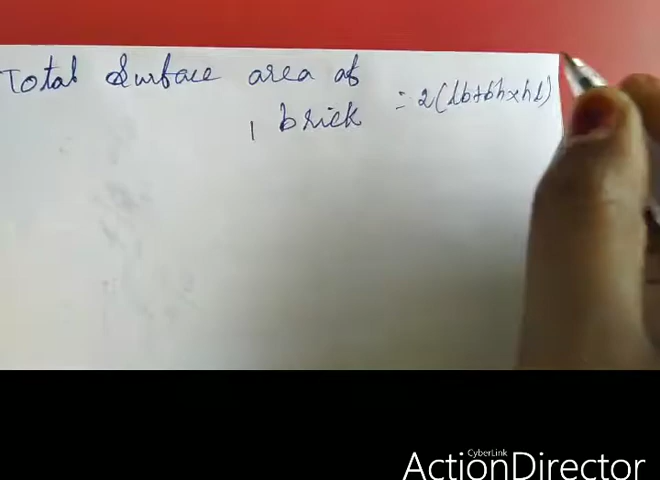 Total Surface area of
1 brick = 2(lb+bh×hl)
CyberLink
ActionDirector